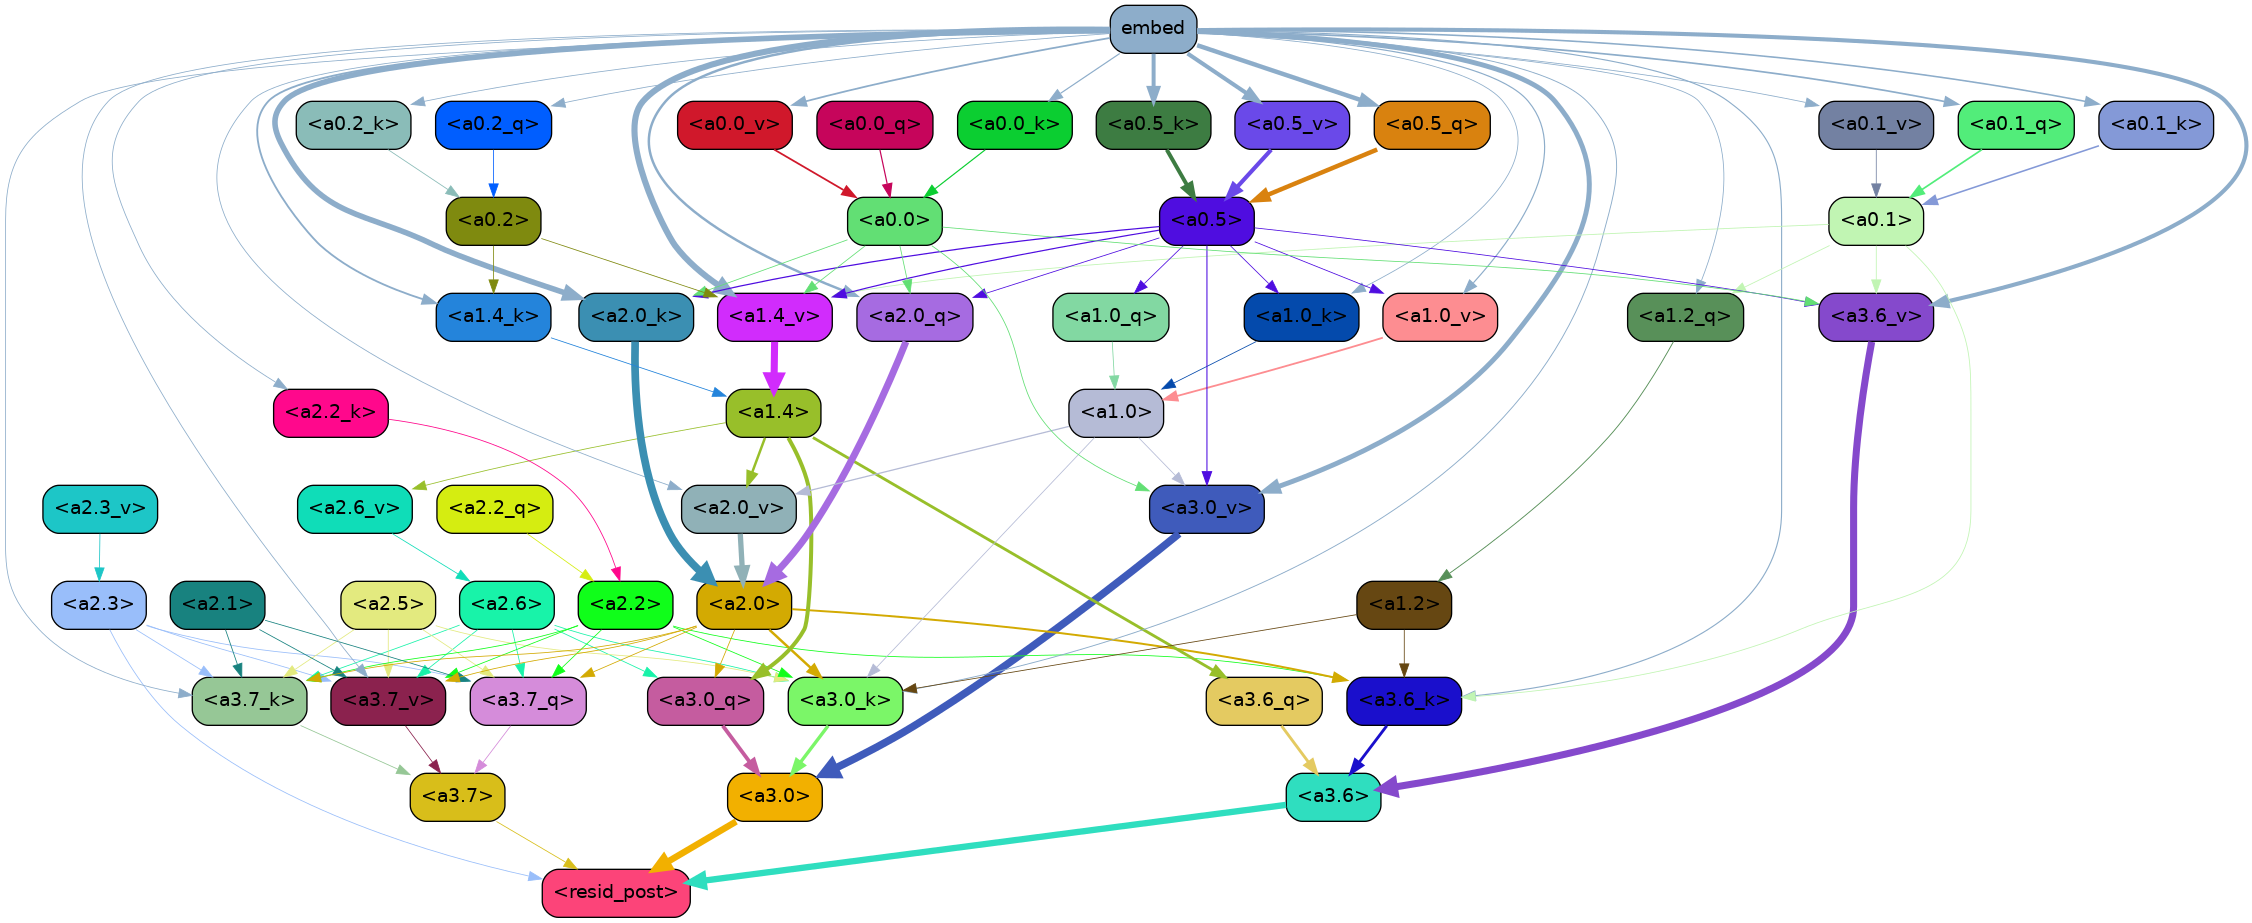 embed
<a0.2_k>
<a0.2_q>
<a0.0_v>
<a0.0_q>
<a0.0_k>
<a0.5_k>
<a0.5_v>
<a0.5_q>
<a0.1_v>
<a0.1_q>
<a0.1_k>
<a0.2>
<a0.0>
<a0.5>
<a0.1>
<a1.4_k>
<a2.0_k>
<a1.4_v>
<a2.0_q>
<a1.0_q>
<a1.0_k>
<a1.0_v>
<a1.2_q>
<a3.6_v>
<a2.2_k>
<a1.4>
<a1.0>
<a2.3_v>
<a2.6_v>
<a2.2_q>
<a2.0_v>
<a3.0_v>
<a2.3>
<a2.1>
<a2.5>
<a2.6>
<a2.2>
<a2.0>
<a1.2>
<a3.7_k>
<a3.7_v>
<a3.7_q>
<a3.0_q>
<a3.0_k>
<a3.6_q>
<a3.6_k>
<a3.7>
<a3.0>
<a3.6>
<resid_post>